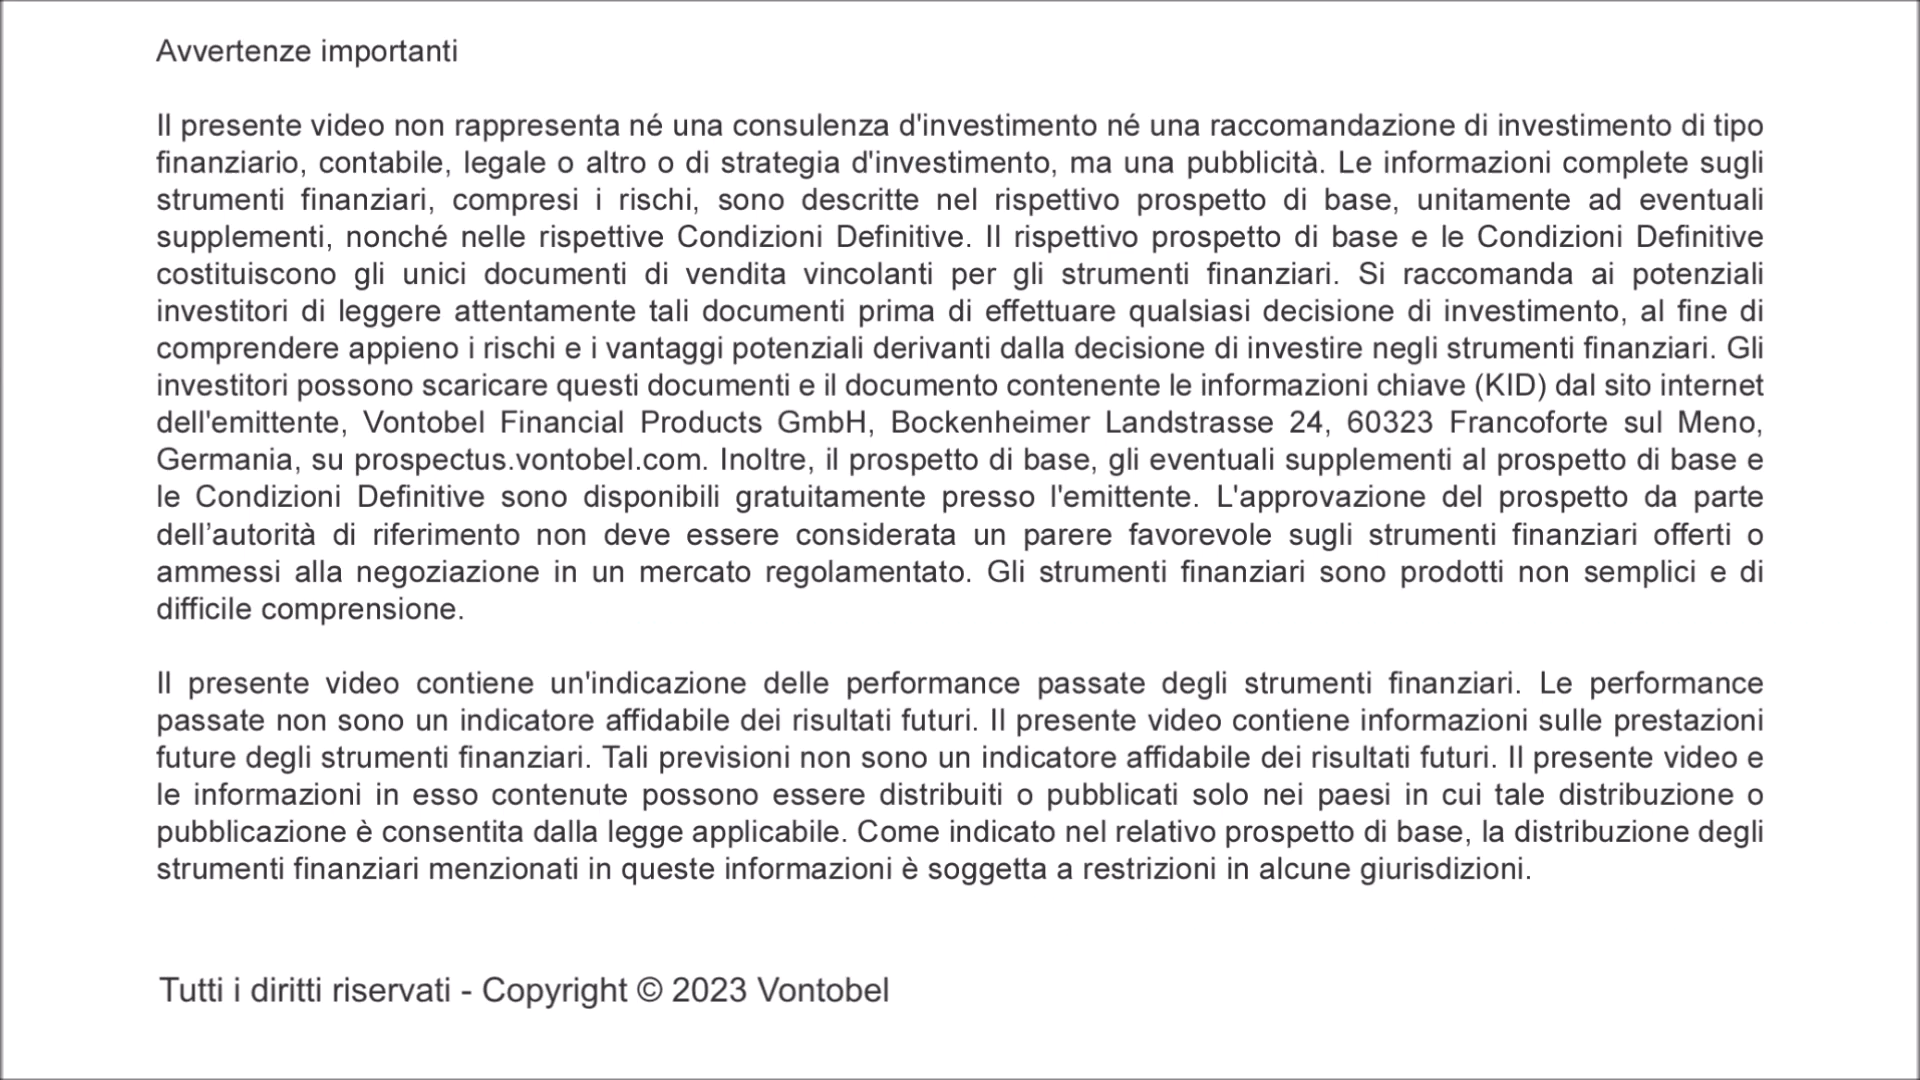 Avvertenze importanti
Il presente video non rappresenta né una consulenza d'investimento né una raccomandazione di investimento di tipo
finanziario, contabile, legale o altro o di strategia d'investimento, ma una pubblicità. Le informazioni complete sugli
strumenti finanziari, compresi i rischi, sono descritte nel rispettivo prospetto di base, unitamente ad eventuali
supplementi, nonché nelle rispettive Condizioni Definitive. Il rispettivo prospetto di base e le Condizioni Definitive
costituiscono gli unici documenti di vendita vincolanti per gli strumenti finanziari. Si raccomanda ai potenziali
investitori di leggere attentamente tali documenti prima di effettuare qualsiasi decisione di investimento, al fine di
comprendere appieno i rischi e i vantaggi potenziali derivanti dalla decisione di investire negli strumenti finanziari. Gli
investitori possono scaricare questi documenti e il documento contenente le informazioni chiave (KID) dal sito internet
dell'emittente, Vontobel Financial Products GmbH, Bockenheimer Landstrasse 24, 60323 Francoforte sul Meno,
Germania, su prospectus.vontobel.com. Inoltre, il prospetto di base, gli eventuali supplementi al prospetto di base e
le Condizioni Definitive sono disponibili gratuitamente presso l'emittente. L'approvazione del prospetto da parte
dell’autorità di riferimento non deve essere considerata un parere favorevole sugli strumenti finanziari offerti o
ammessi alla negoziazione in un mercato regolamentato. Gli strumenti finanziari sono prodotti non semplici e di
difficile comprensione.
Il presente video contiene un'indicazione delle performance passate degli strumenti finanziari. Le performance
passate non sono un indicatore affidabile dei risultati futuri. Il presente video contiene informazioni sulle prestazioni
future degli strumenti finanziari. Tali previsioni non sono un indicatore affidabile dei risultati futuri. Il presente video e
le informazioni in esso contenute possono essere distribuiti o pubblicati solo nei paesi in cui tale distribuzione o
pubblicazione è consentita dalla legge applicabile. Come indicato nel relativo prospetto di base, la distribuzione degli
strumenti finanziari menzionati in queste informazioni è soggetta a restrizioni in alcune giurisdizioni.
Tutti i diritti riservati - Copyright © 2023 Vontobel